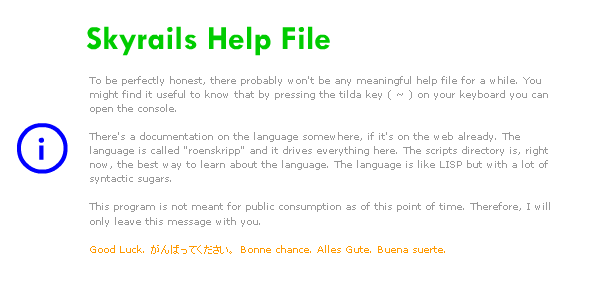 Skyrails Help File
To be perfectly honest, there probably won't be any meaningful help file for a while. You
might find it useful to know that by pressing the tilda key ( ~ ) on your keyboard you can
open the console.
There's a documentation on the language somewhere, if it's on the web already. The
language is called "roenskripp" and it drives everything here. The scripts directory is, right
now, the best way to learn about the language. The language is like LISP but with a lot of
syntactic sugars.
This program is not meant for public consumption as of this point of time. Therefore, I will
only leave this message with you.
Good Luck. がんばってください。 Bonne chance. Alles Gute. Buena suerte.